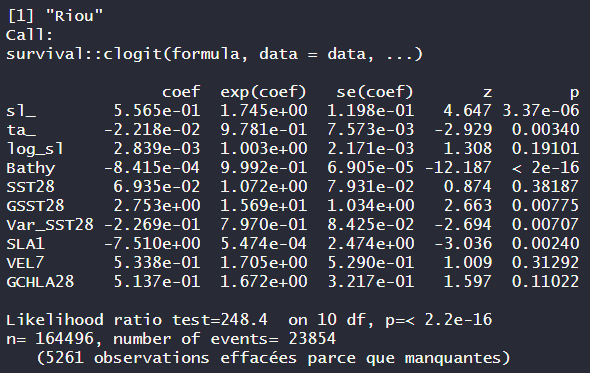 [1] "Riou"
Call:
survival::clogit(formula, data = data, ...)
coef exp(coef) se(coef) z p
sl_ 5.565e-01 1.745e+00 1.198e-01 4.647 3.37e-06
ta_ -2.218e-02 9.781e-01 7.573e-03 -2.929 0.00340
log_sl 2.839e-03 1.003e+00 2.171e-03 1.308 0.19101
Bathy -8.415e-04 9.992e-01 6.905e-05 -12.187 < 2e-16
SST28 6.935e-02 1.072e+00 7.931e-02 0.874 0.38187
GSST28 2.753e+00 1.569e+01 1.034e+00 2.663 0.00775
Var_SST28 -2.269e-01 7.970e-01 8.425e-02 -2.694 0.00707
SLA1 -7.510e+00 5.474e-04 2.474e+00 -3.036 0.00240
VEL7 5.338e-01 1.705e+00 5.290e-01 1.009 0.31292
GCHLA28 5.137e-01 1.672e+00 3.217e-01 1.597 0.11022
Likelihood ratio test=248.4 on 10 df, p=< 2.2e-16
n= 164496, number of events= 23854
(5261 observations effacées parce que manquantes)